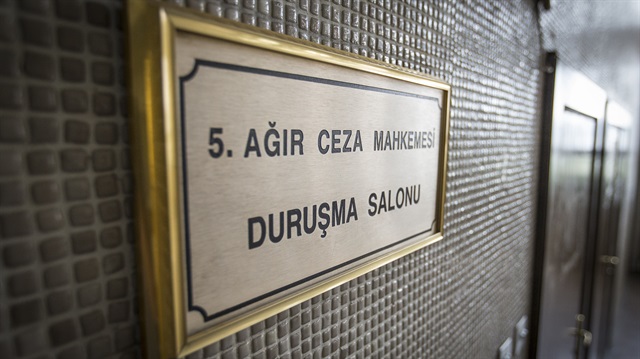 5. AĞIR CEZA MAHKEMESİ
DURUŞMA SALONU